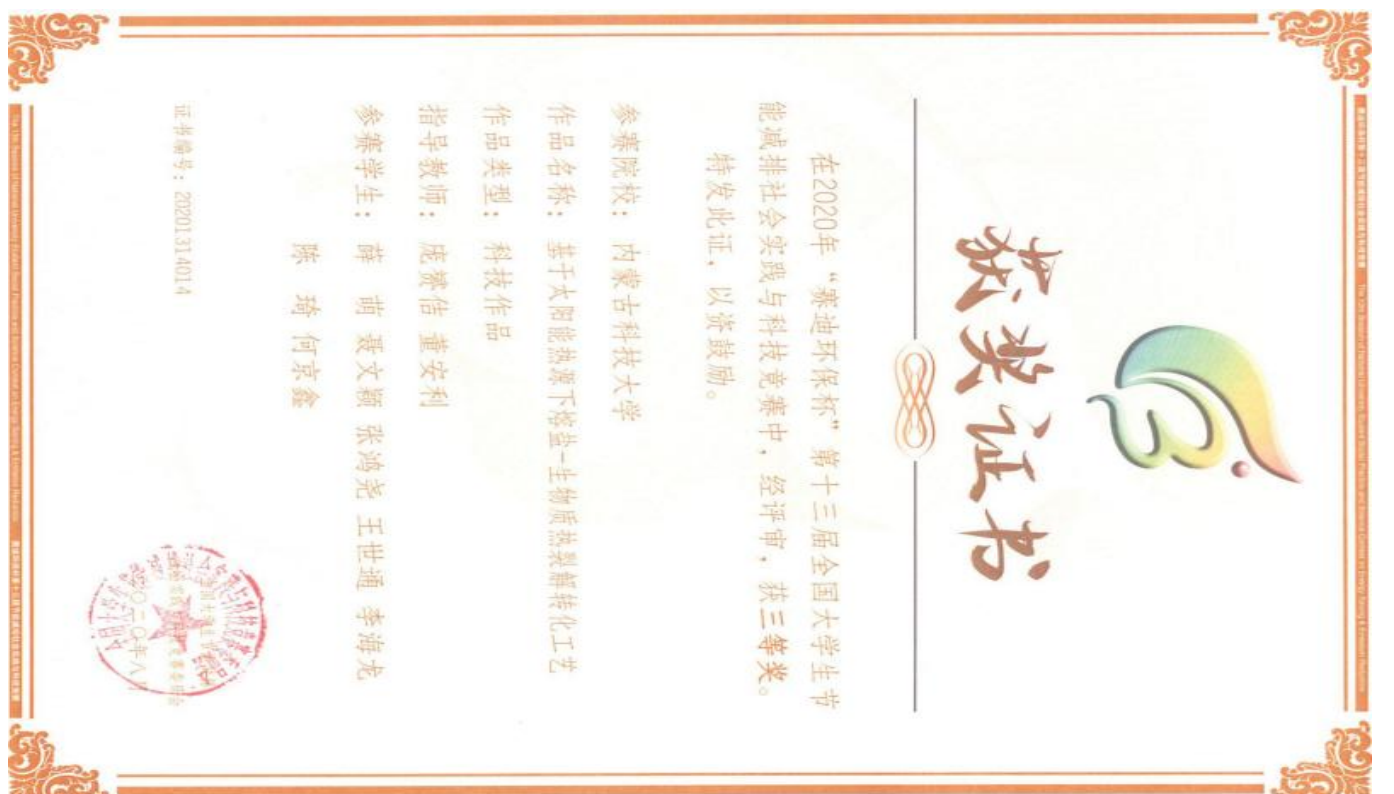 获奖证书
在2020年“赛迪环保杯”第十三届全国大学生节
能减排社会实践与科技竞赛中，经评审，获三等奖。
特发此证，以资鼓励。
参赛院校： 内蒙古科技大学
作品名称： 基于太阳能热源下熔盐-生物质热裂解转化工艺
作品类型： 科技作品
指导教师： 庞赟佶 董安利
参赛学生： 薛 萌 聂文颖 张鸿尧 王世通 李海龙
陈 琦 何京鑫
证书编号：20201314014